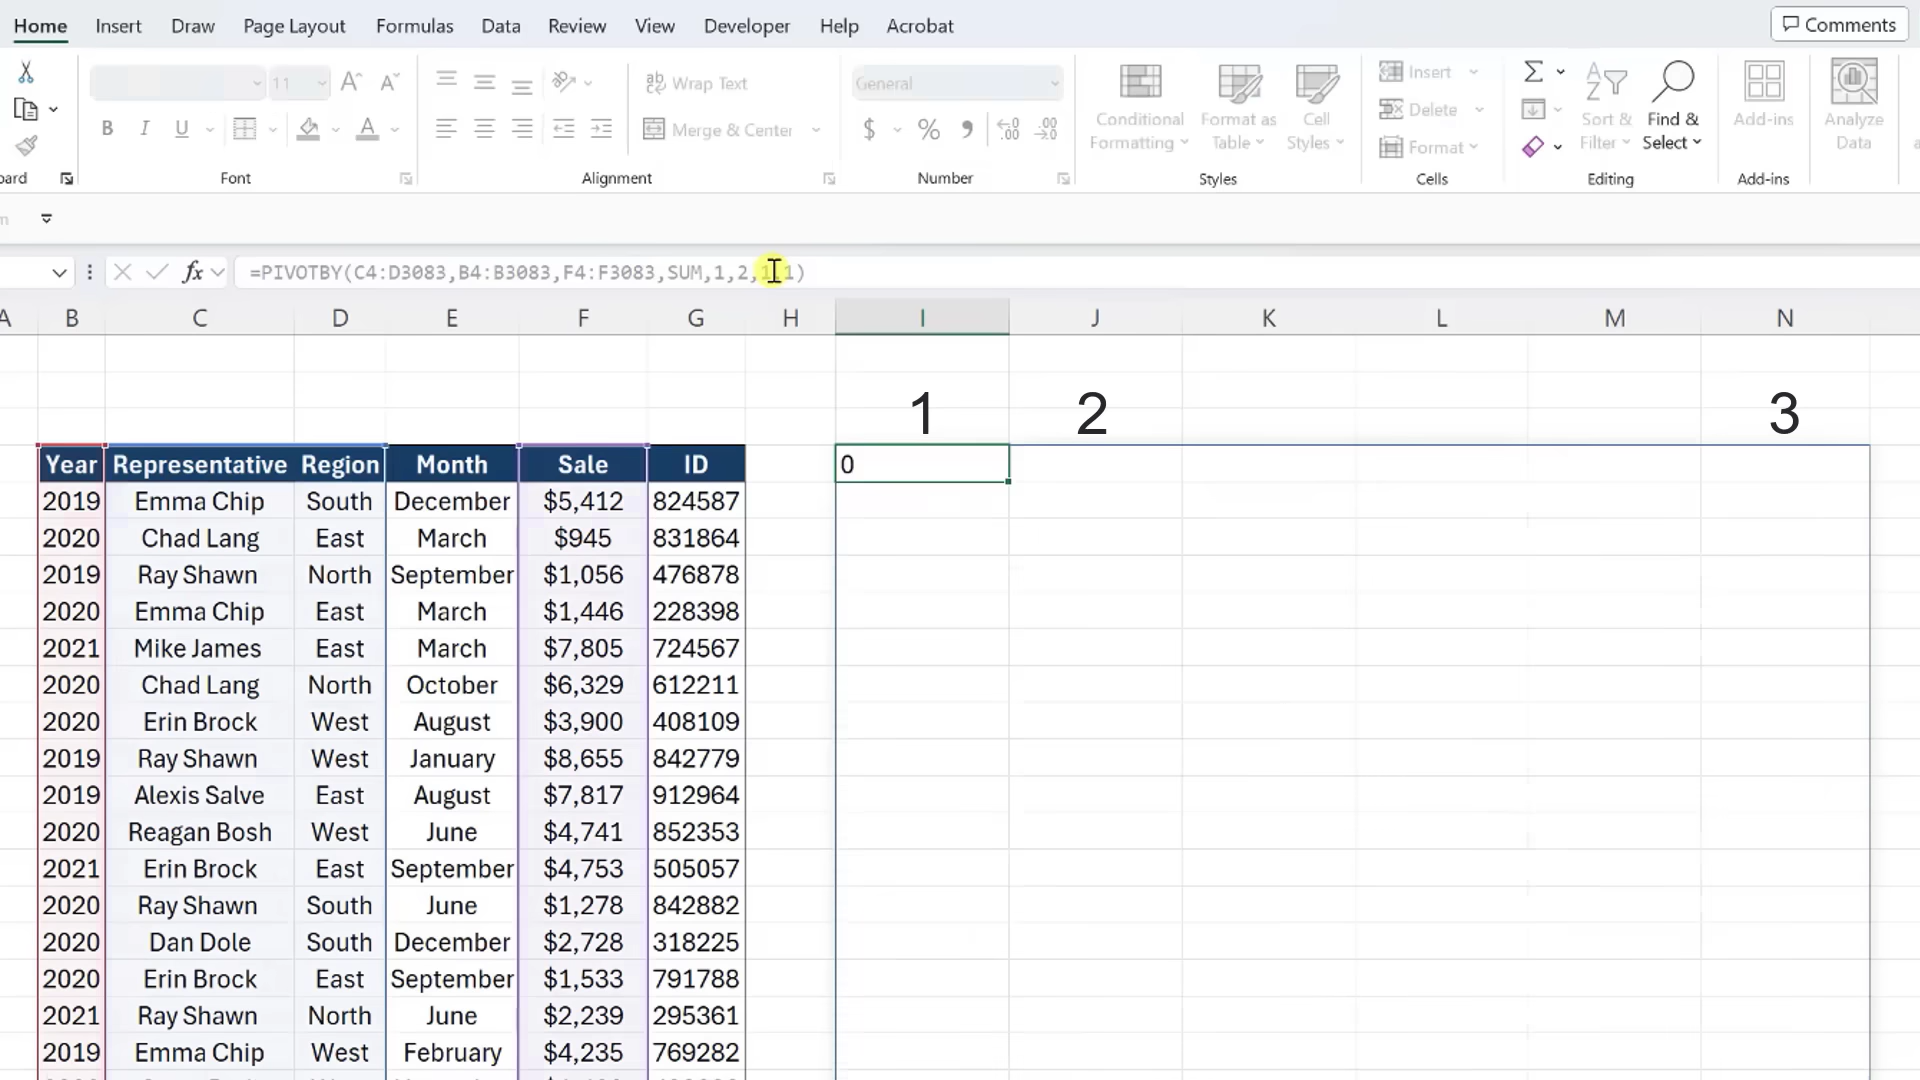 Home Insert Draw Page Layout Formulas Data Review View Developer Help Acrobat Comments
11 A^ A˅ Wrap Text General Insert
Conditional Formatting Format as Table Cell Styles Delete Sort & Filter Find & Select Add-ins Analyze Data
B I U A Merge & Center $ % 9 .00 .00 Format
Font Alignment Number Styles Cells Editing Add-ins
fx =PIVOTBY(C4:D3083,B4:B3083,F4:F3083,SUM,1,2,1,1)
A B C D E F G H I J K L M N
1 2 3
Year Representative Region Month Sale ID 0
2019 Emma Chip South December $5,412 824587
2020 Chad Lang East March $945 831864
2019 Ray Shawn North September $1,056 476878
2020 Emma Chip East March $1,446 228398
2021 Mike James East March $7,805 724567
2020 Chad Lang North October $6,329 612211
2020 Erin Brock West August $3,900 408109
2019 Ray Shawn West January $8,655 842779
2019 Alexis Salve East August $7,817 912964
2020 Reagan Bosh West June $4,741 852353
2021 Erin Brock East September $4,753 505057
2020 Ray Shawn South June $1,278 842882
2020 Dan Dole South December $2,728 318225
2020 Erin Brock East September $1,533 791788
2021 Ray Shawn North June $2,239 295361
2019 Emma Chip West February $4,235 769282